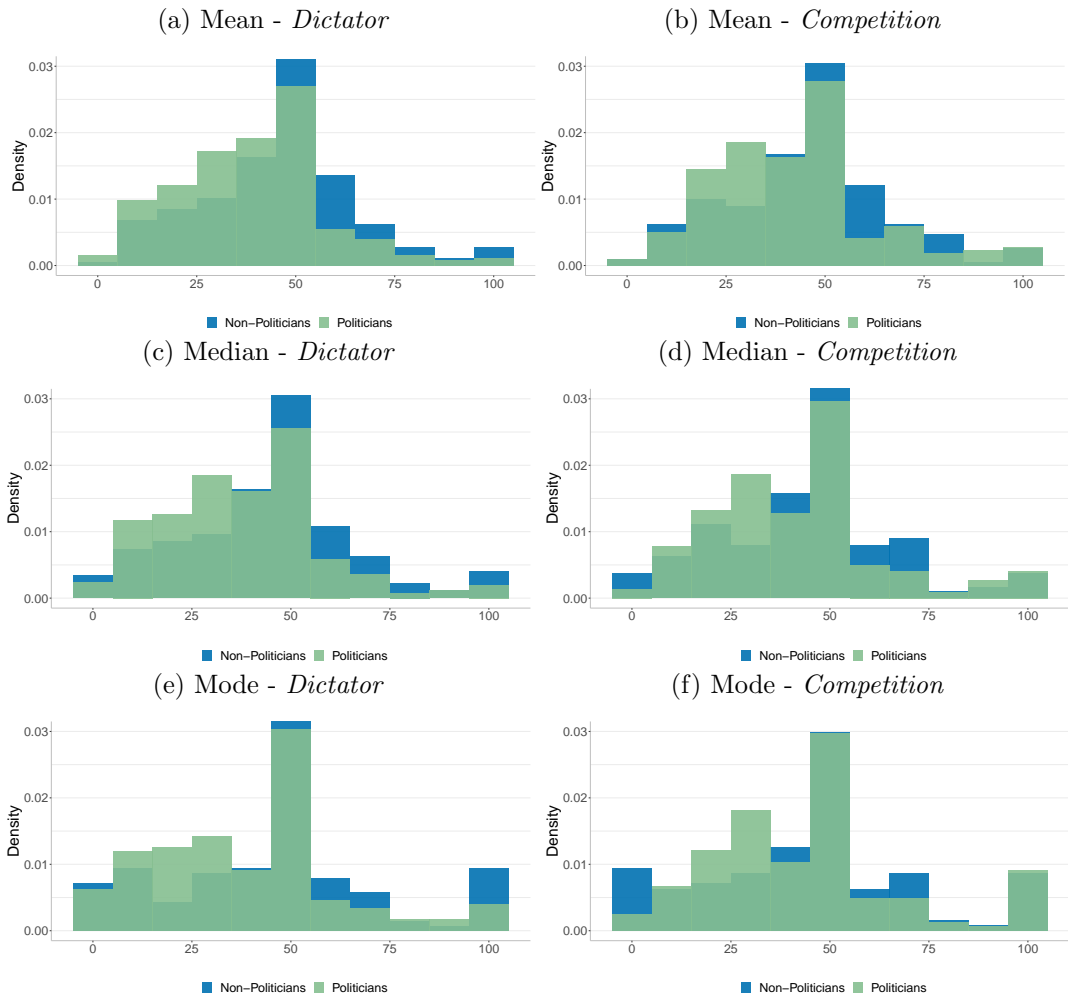 (a) Mean - Dictator
(b) Mean - Competition
0.03
0.02
0.01
0.00
Density
0 25 50 75 100
Non−Politicians Politicians
0.03
0.02
0.01
0.00
Density
0 25 50 75 100
Non−Politicians Politicians
(c) Median - Dictator
(d) Median - Competition
0.03
0.02
0.01
0.00
Density
0 25 50 75 100
Non−Politicians Politicians
0.03
0.02
0.01
0.00
Density
0 25 50 75 100
Non−Politicians Politicians
(e) Mode - Dictator
(f) Mode - Competition
0.03
0.02
0.01
0.00
Density
0 25 50 75 100
Non−Politicians Politicians
0.03
0.02
0.01
0.00
Density
0 25 50 75 100
Non−Politicians Politicians